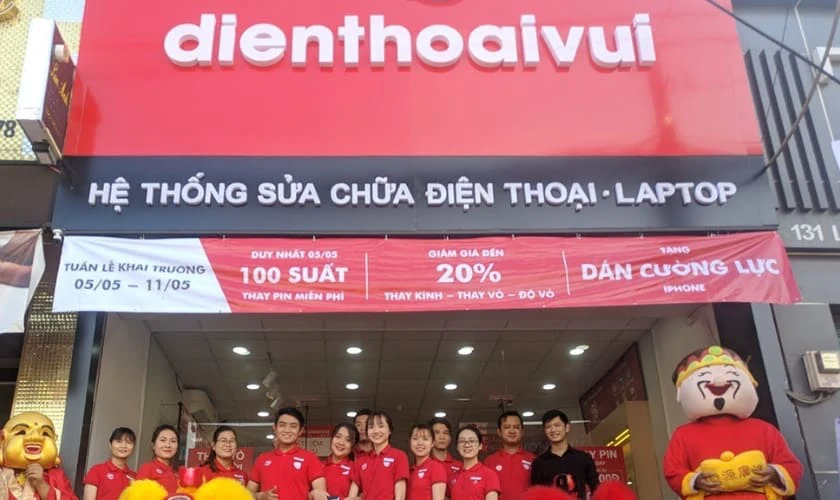 dienthoaivui
HỆ THỐNG SỬA CHỮA ĐIỆN THOẠI · LAPTOP
78
131 L
TUẦN LỄ KHAI TRƯƠNG
05/05 – 11/05
DUY NHẤT 05/05
100 SUẤT
THAY PIN MIỄN PHÍ
GIẢM GIÁ ĐẾN
20%
THAY KÍNH – THAY VỎ – ĐỘ VỎ
TẶNG
DÁN CƯỜNG LỰC
IPHONE
THAY PIN